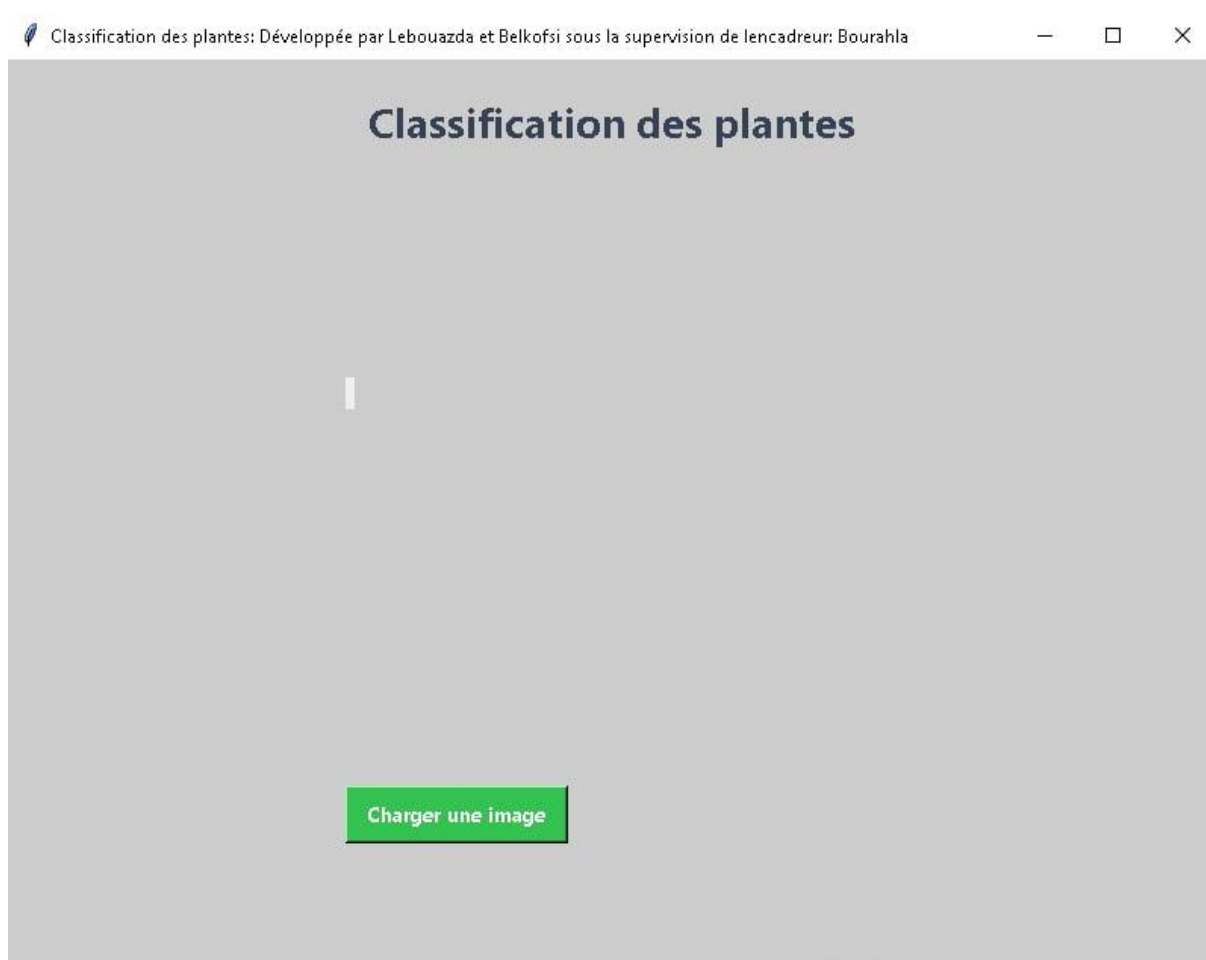 Classification des plantes: Développée par Lebouazda et Belkofsi sous la supervision de lencadreur: Bourahla
Classification des plantes
Charger une image